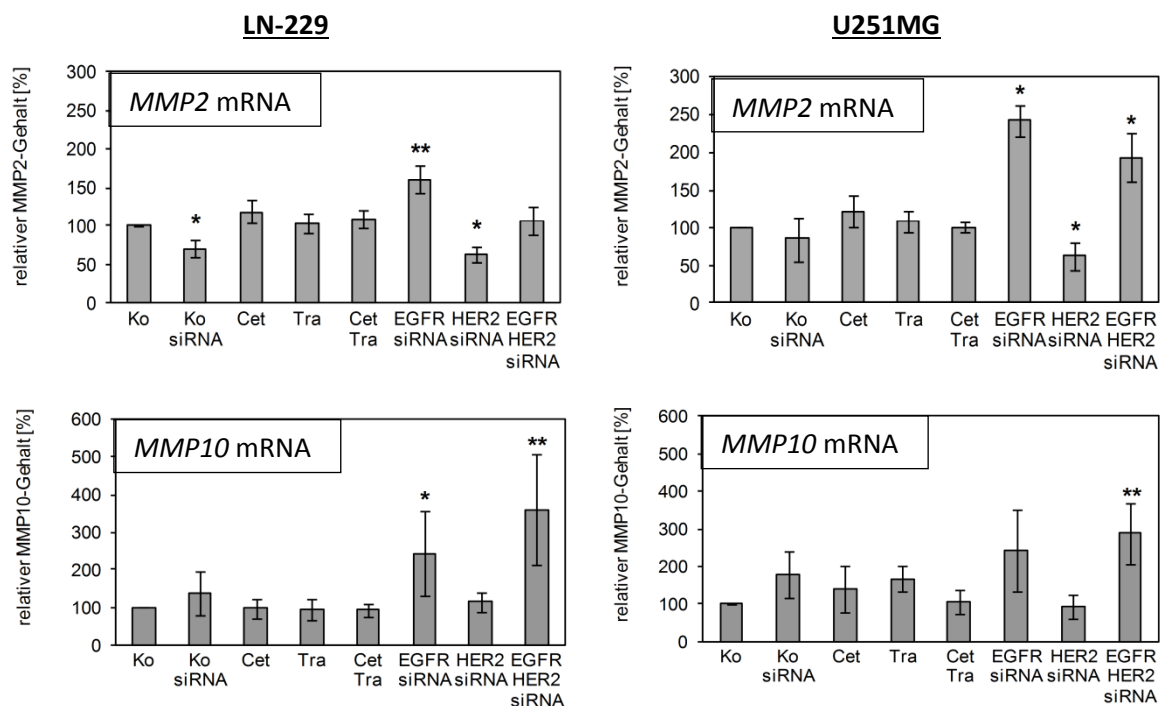 LN-229
U251MG
relativer MMP2-Gehalt [%]
300
250
200
150
100
50
0
MMP2 mRNA
*
**
*
Ko
Ko
siRNA
Cet
Tra
Cet
Tra
EGFR
siRNA
HER2
siRNA
EGFR
HER2
siRNA
relativer MMP2-Gehalt [%]
300
250
200
150
100
50
0
MMP2 mRNA
*
*
*
Ko
Ko
siRNA
Cet
Tra
Cet
Tra
EGFR
siRNA
HER2
siRNA
EGFR
HER2
siRNA
relativer MMP10-Gehalt [%]
600
500
400
300
200
100
0
MMP10 mRNA
*
**
Ko
Ko
siRNA
Cet
Tra
Cet
Tra
EGFR
siRNA
HER2
siRNA
EGFR
HER2
siRNA
relativer MMP10-Gehalt [%]
600
500
400
300
200
100
0
MMP10 mRNA
**
Ko
Ko
siRNA
Cet
Tra
Cet
Tra
EGFR
siRNA
HER2
siRNA
EGFR
HER2
siRNA